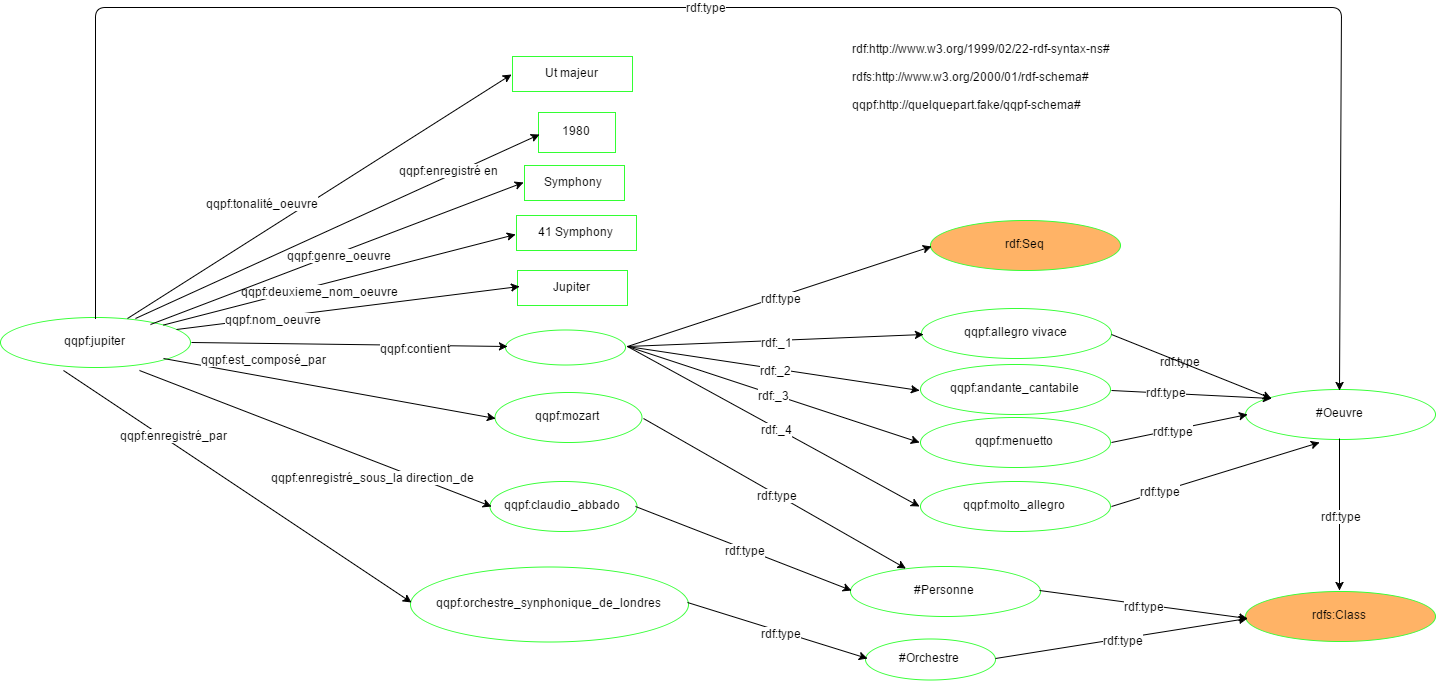 rdf:type
rdf:http://www.w3.org/1999/02/22-rdf-syntax-ns#
rdfs:http://www.w3.org/2000/01/rdf-schema#
qqpf:http://quelquepart.fake/qqpf-schema#
Ut majeur
1980
qqpf:enregistré en
Symphony
qqpf:tonalité_oeuvre
41 Symphony
qqpf:genre_oeuvre
Jupiter
qqpf:deuxieme_nom_oeuvre
qqpf:nom_oeuvre
qqpf:jupiter
qqpf:contient
qqpf:est_composé_par
rdf:Seq
rdf:type
rdf:_1
qqpf:allegro vivace
rdf:type
rdf:_2
qqpf:andante_cantabile
rdf:type
rdf:_3
#Oeuvre
qqpf:mozart
rdf:_4
qqpf:menuetto
rdf:type
qqpf:enregistré_par
qqpf:enregistré_sous_la direction_de
qqpf:claudio_abbado
rdf:type
qqpf:molto_allegro
rdf:type
rdf:type
rdf:type
#Personne
rdf:type
rdfs:Class
qqpf:orchestre_synphonique_de_londres
rdf:type
#Orchestre
rdf:type